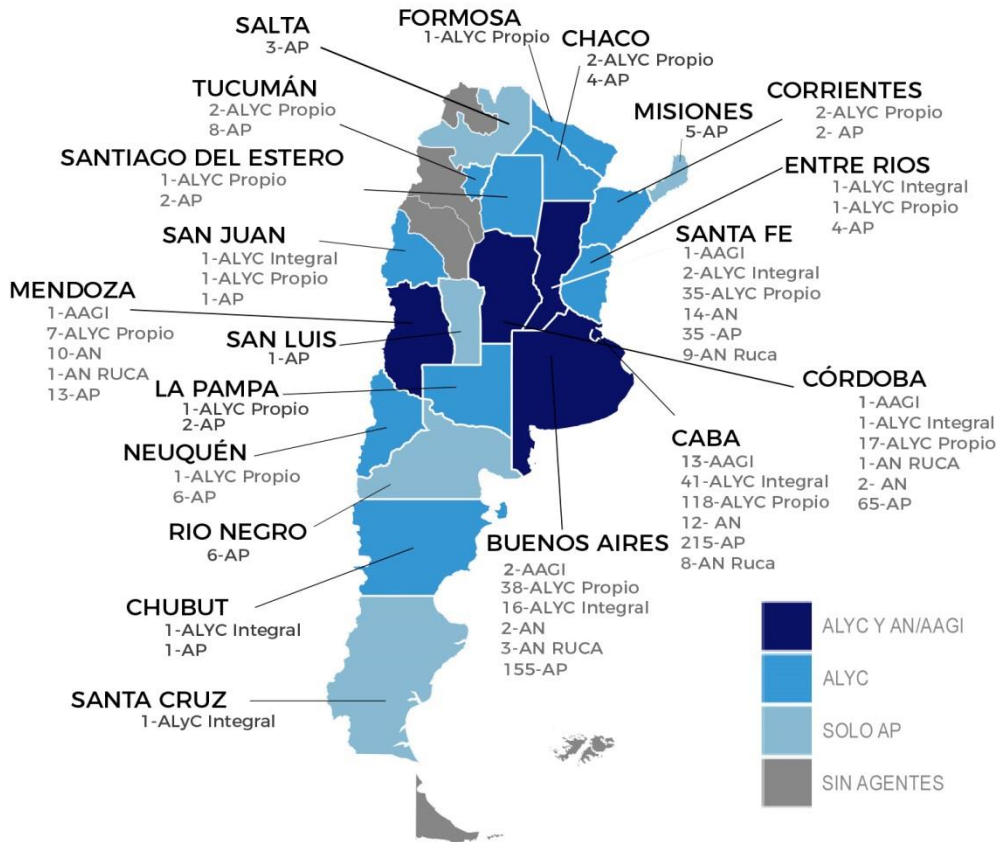 SALTA
3-AP
FORMOSA
1-ALYC Propio
CHACO
2-ALYC Propio
4-AP
TUCUMÁN
2-ALYC Propio
8-AP
MISIONES
5-AP
CORRIENTES
2-ALYC Propio
2- AP
SANTIAGO DEL ESTERO
1-ALYC Propio
2-AP
ENTRE RIOS
1-ALYC Integral
1-ALYC Propio
4-AP
SAN JUAN
1-ALYC Integral
1-ALYC Propio
1-AP
SANTA FE
1-AAGI
2-ALYC Integral
35-ALYC Propio
14-AN
35 -AP
9-AN Ruca
MENDOZA
1-AAGI
7-ALYC Propio
10-AN
1-AN RUCA
13-AP
SAN LUIS
1-AP
LA PAMPA
1-ALYC Propio
2-AP
CÓRDOBA
1-AAGI
1-ALYC Integral
17-ALYC Propio
1-AN RUCA
2- AN
65-AP
NEUQUÉN
1-ALYC Propio
6-AP
CABA
13-AAGI
41-ALYC Integral
118-ALYC Propio
12- AN
215-AP
8-AN Ruca
RIO NEGRO
6-AP
BUENOS AIRES
2-AAGI
38-ALYC Propio
16-ALYC Integral
2-AN
3-AN RUCA
155-AP
CHUBUT
1-ALYC Integral
1-AP
SANTA CRUZ
1-ALyC Integral
ALYC Y AN/AAGI
ALYC
SOLO AP
SIN AGENTES